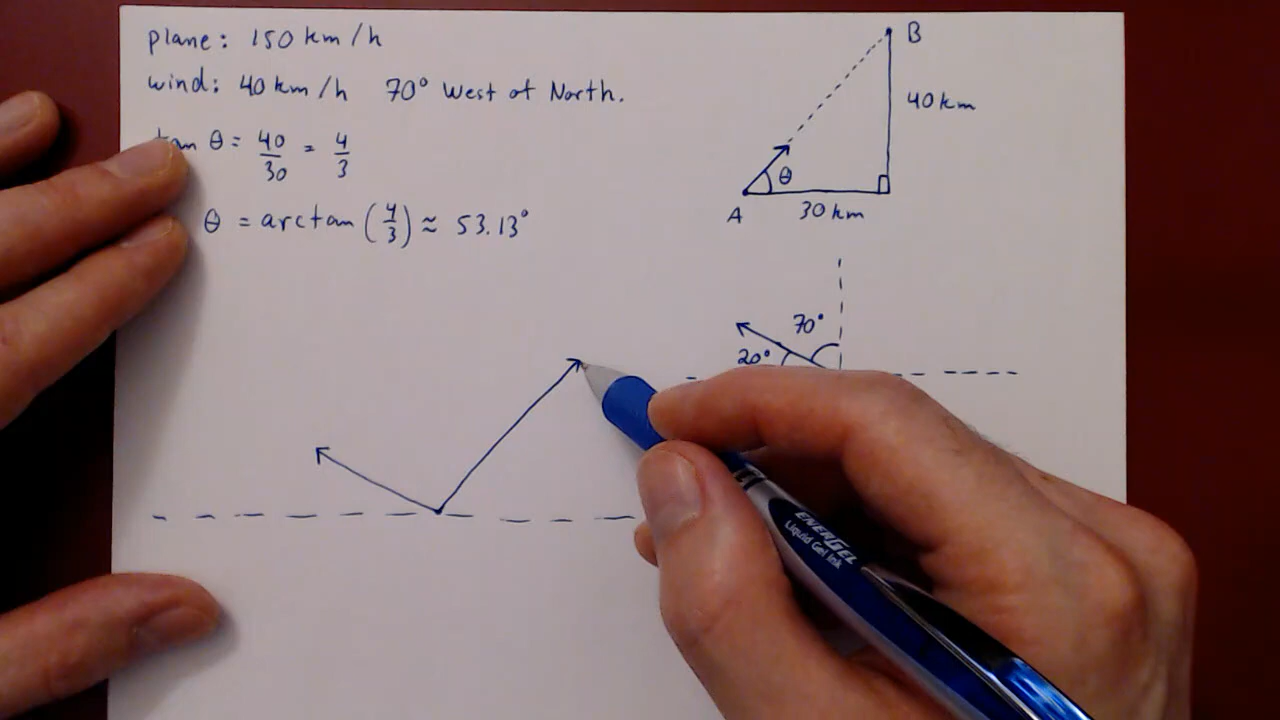 plane: 150 km/h
wind: 40 km/h 70° West of North.
tan θ = 40/30 = 4/3
θ = arctan (4/3) ≈ 53.13°
B
40 km
θ
A
30 km
70°
20°
ENERGEL
Liquid Gel Ink